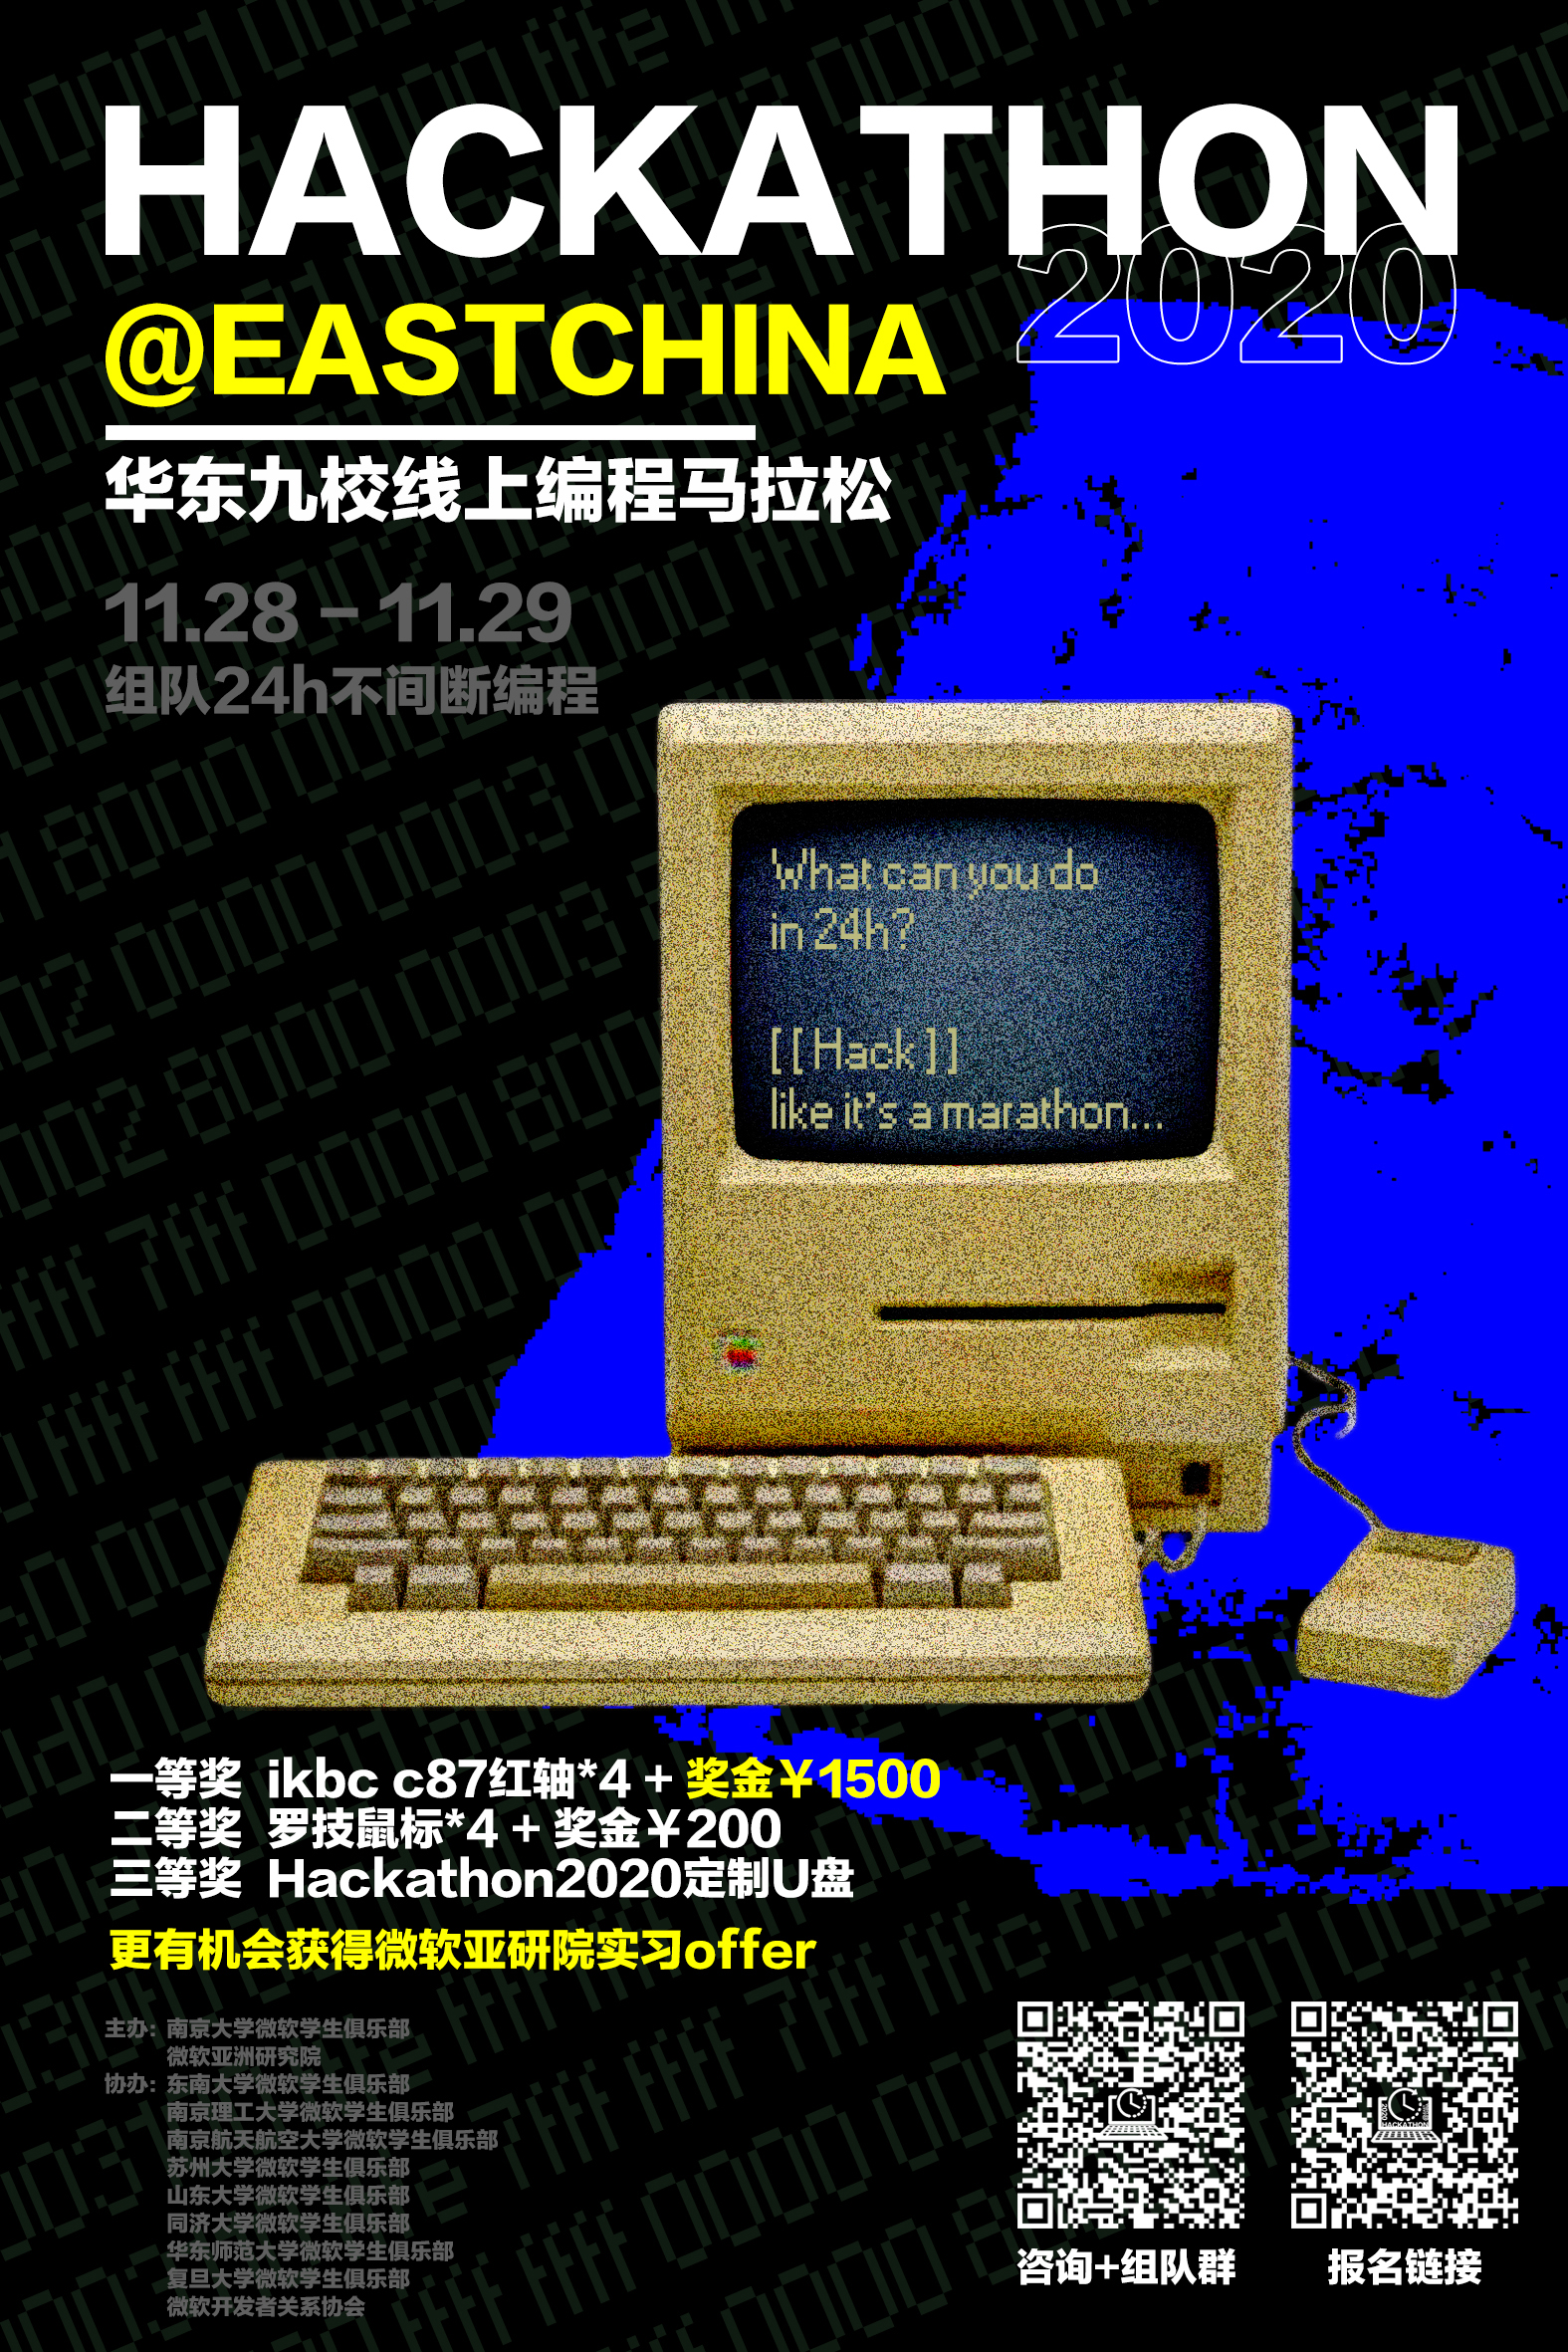 HACKATHON
2020
@EASTCHINA
华东九校线上编程马拉松
11.28 – 11.29
组队24h不间断编程
What can you do
in 24h?
[[Hack]]
like it's a marathon...
一等奖 ikbc c87红轴*4 + 奖金￥1500
二等奖 罗技鼠标*4 + 奖金￥200
三等奖 Hackathon2020定制U盘
更有机会获得微软亚研院实习offer
主办：南京大学微软学生俱乐部
微软亚洲研究院
协办：东南大学微软学生俱乐部
南京理工大学微软学生俱乐部
南京航天航空大学微软学生俱乐部
苏州大学微软学生俱乐部
山东大学微软学生俱乐部
同济大学微软学生俱乐部
华东师范大学微软学生俱乐部
复旦大学微软学生俱乐部
微软开发者关系协会
HACKATHON
咨询+组队群
报名链接